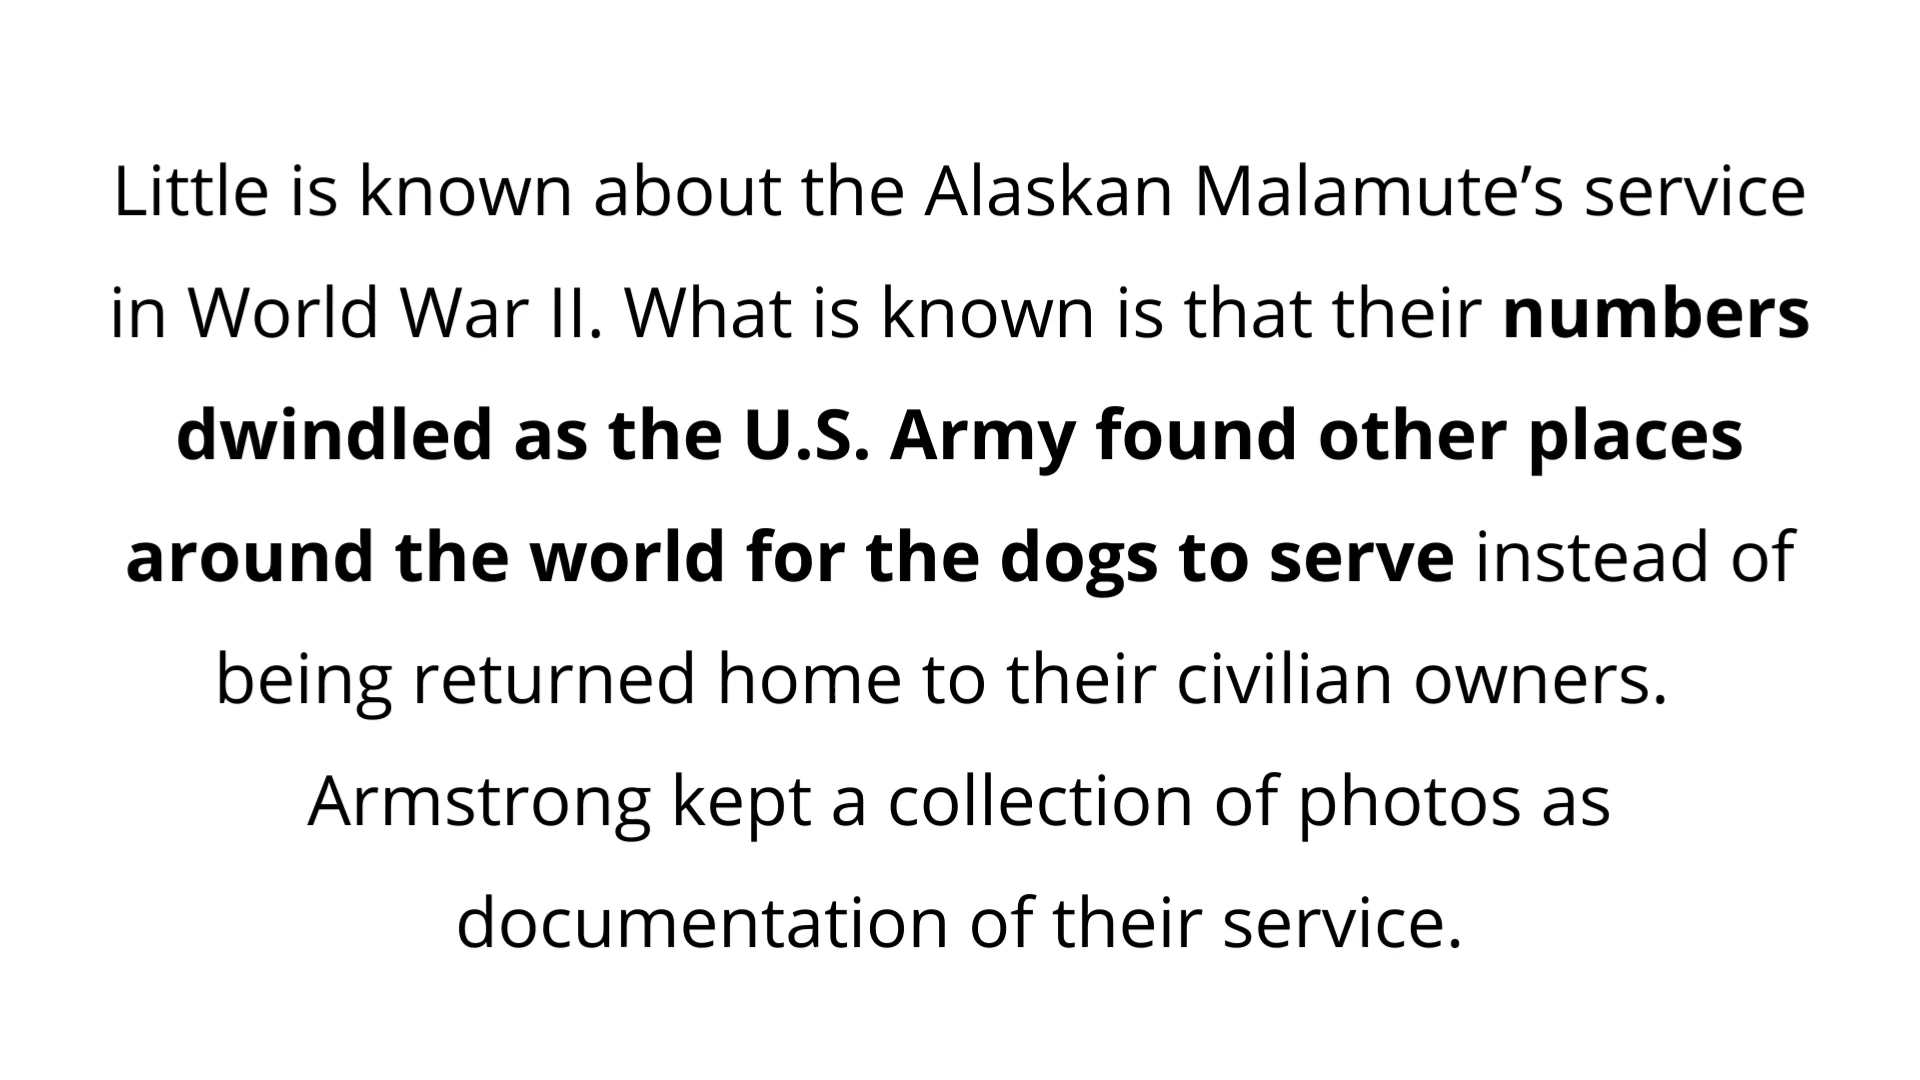 Little is known about the Alaskan Malamute’s service
in World War II. What is known is that their numbers
dwindled as the U.S. Army found other places
around the world for the dogs to serve instead of
being returned home to their civilian owners.
Armstrong kept a collection of photos as
documentation of their service.